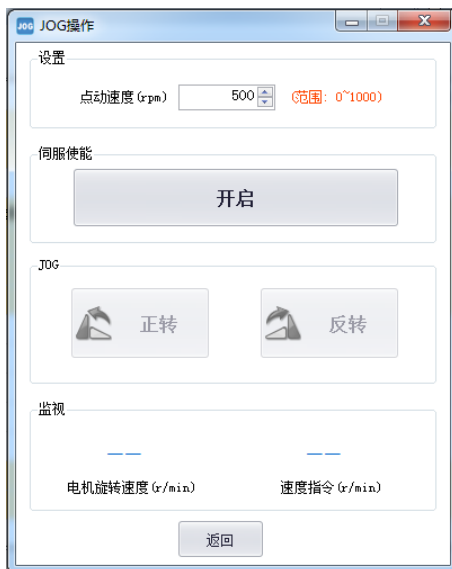 JOG JOG操作
设置
点动速度(rpm) 500 (范围: 0~1000)
伺服使能
开启
JOG
正转 反转
监视
—— ——
电机旋转速度(r/min) 速度指令(r/min)
返回